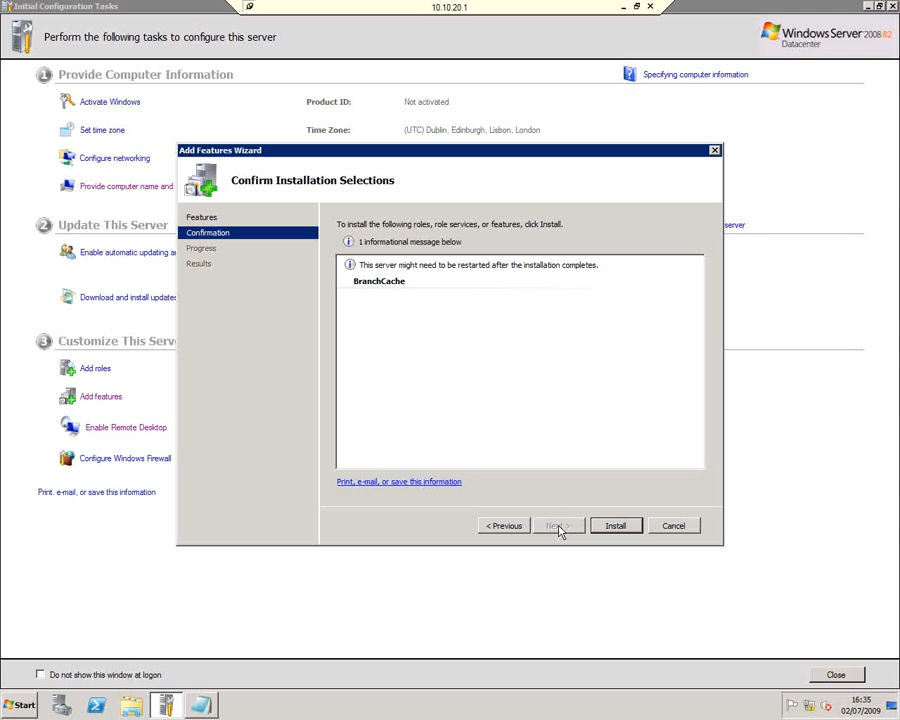 Initial Configuration Tasks
10.10.20.1
Perform the following tasks to configure this server
Windows Server 2008 R2
Datacenter
1 Provide Computer Information
Specifying computer information
Activate Windows
Product ID: Not activated
Set time zone
Time Zone: (UTC) Dublin, Edinburgh, Lisbon, London
Configure networking
Provide computer name and
2 Update This Server
server
Enable automatic updating a
Download and install updates
3 Customize This Serv
Add roles
Add features
Enable Remote Desktop
Configure Windows Firewall
Print, e-mail, or save this information
Add Features Wizard
Confirm Installation Selections
Features
Confirmation
Progress
Results
To install the following roles, role services, or features, click Install.
1 informational message below
This server might need to be restarted after the installation completes.
BranchCache
Print, e-mail, or save this information
< Previous
Next >
Install
Cancel
Do not show this window at logon
Close
Start
16:35
02/07/2009